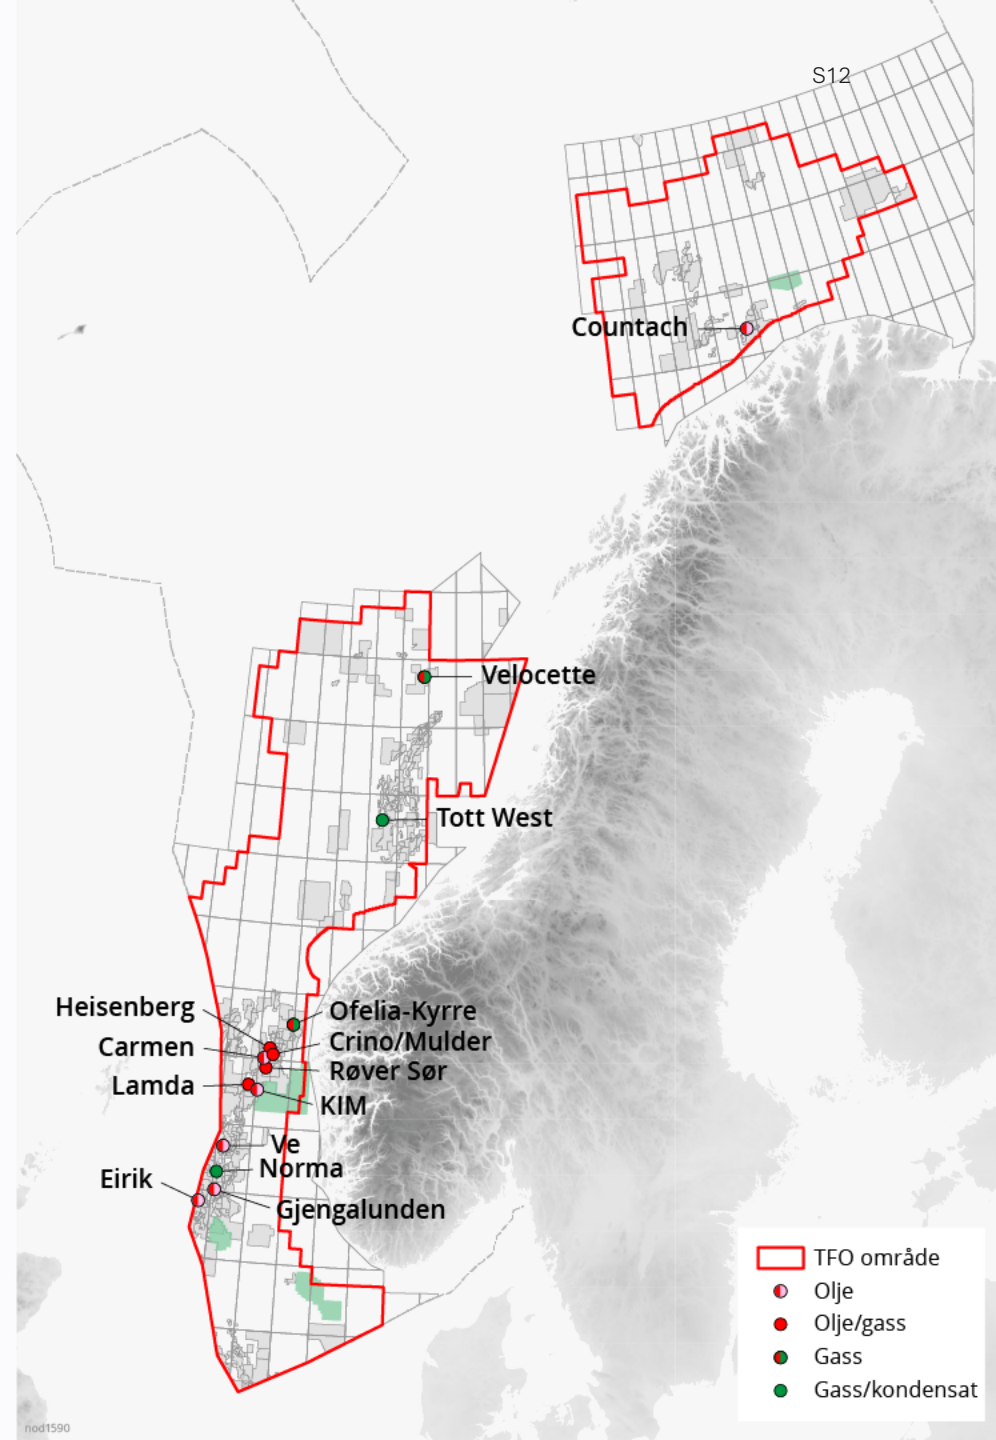 S12
Countach
Velocette
Tott West
Heisenberg
Ofelia-Kyrre
Crino/Mulder
Carmen
Røver Sør
Lamda
KIM
Ve
Norma
Eirik
Gjengalunden
TFO område
Olje
Olje/gass
Gass
Gass/kondensat
nod1590